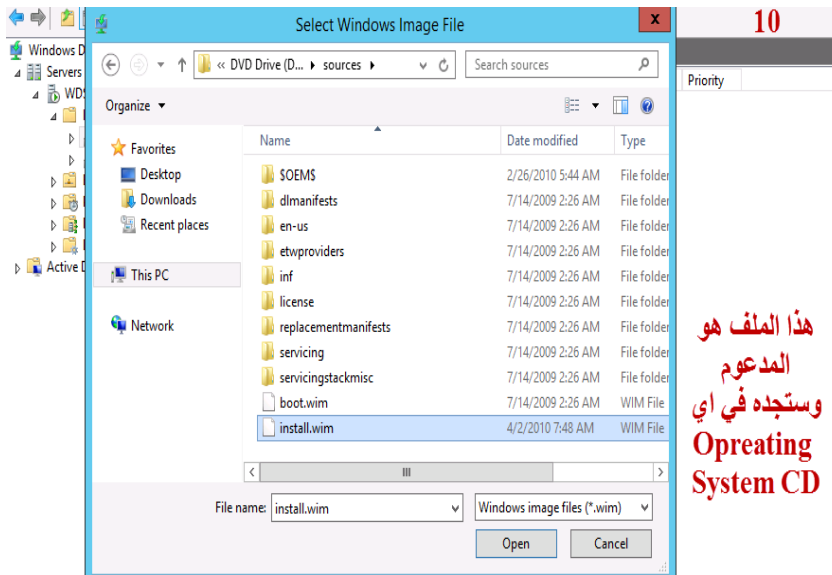 Select Windows Image File
x
10
Windows D
« DVD Drive (D... ▸ sources ▸
Search sources
Servers
Priority
WD
Organize
Name
Date modified
Type
Favorites
Desktop
Downloads
Recent places
This PC
Network
Active D
$OEM$ 2/26/2010 5:44 AM File folder
dlmanifests 7/14/2009 2:26 AM File folder
en-us 7/14/2009 2:26 AM File folder
etwproviders 7/14/2009 2:26 AM File folder
inf 7/14/2009 2:26 AM File folder
license 7/14/2009 2:26 AM File folder
replacementmanifests 7/14/2009 2:26 AM File folder
servicing 7/14/2009 2:26 AM File folder
servicingstackmisc 7/14/2009 2:26 AM File folder
boot.wim 7/14/2009 2:26 AM WIM File
install.wim 4/2/2010 7:48 AM WIM File
هذا الملف هو
المدعوم
وستجده في اي
Opreating
System CD
File name: install.wim
Windows image files (*.wim)
Open
Cancel